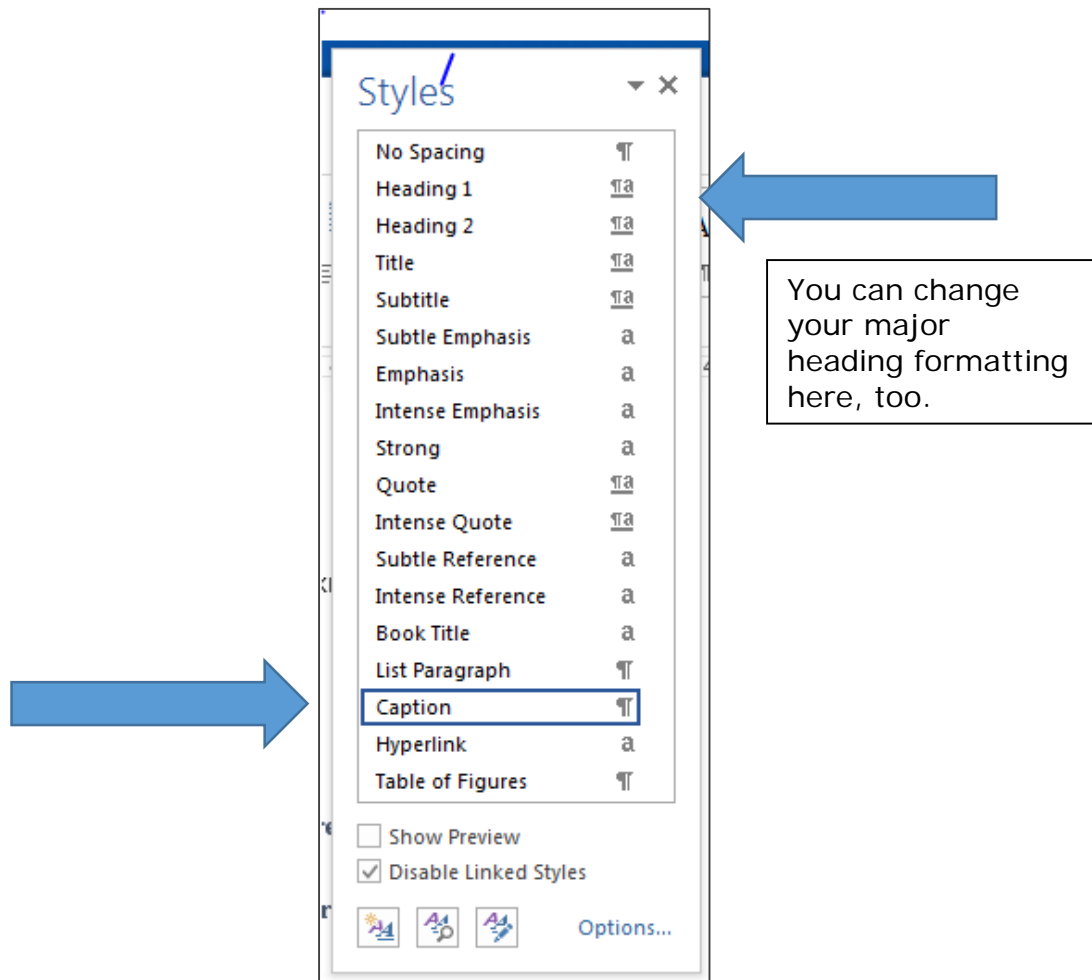 Styles
No Spacing ¶
Heading 1 ¶a
Heading 2 ¶a
Title ¶a
Subtitle ¶a
Subtle Emphasis a
Emphasis a
Intense Emphasis a
Strong a
Quote ¶a
Intense Quote ¶a
Subtle Reference a
Intense Reference a
Book Title a
List Paragraph ¶
Caption ¶
Hyperlink a
Table of Figures ¶
Show Preview
Disable Linked Styles
Options...
You can change
your major
heading formatting
here, too.